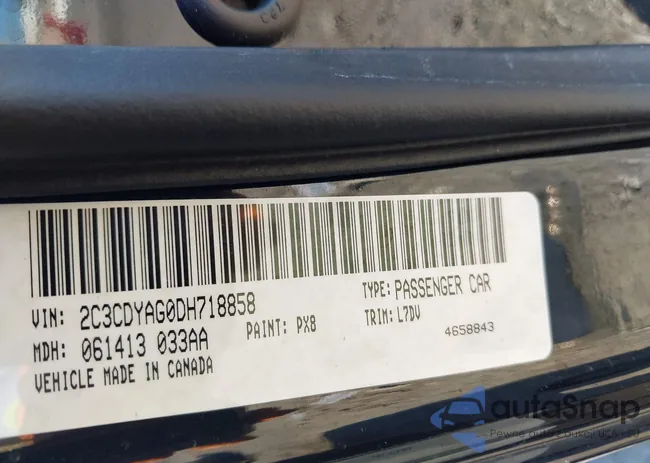 VIN: 2C3CDYAG0DH718858
TYPE: PASSENGER CAR
MDH: 061413 033AA
PAINT: PX8
TRIM: L7DV
VEHICLE MADE IN CANADA
4658843
autoSnap